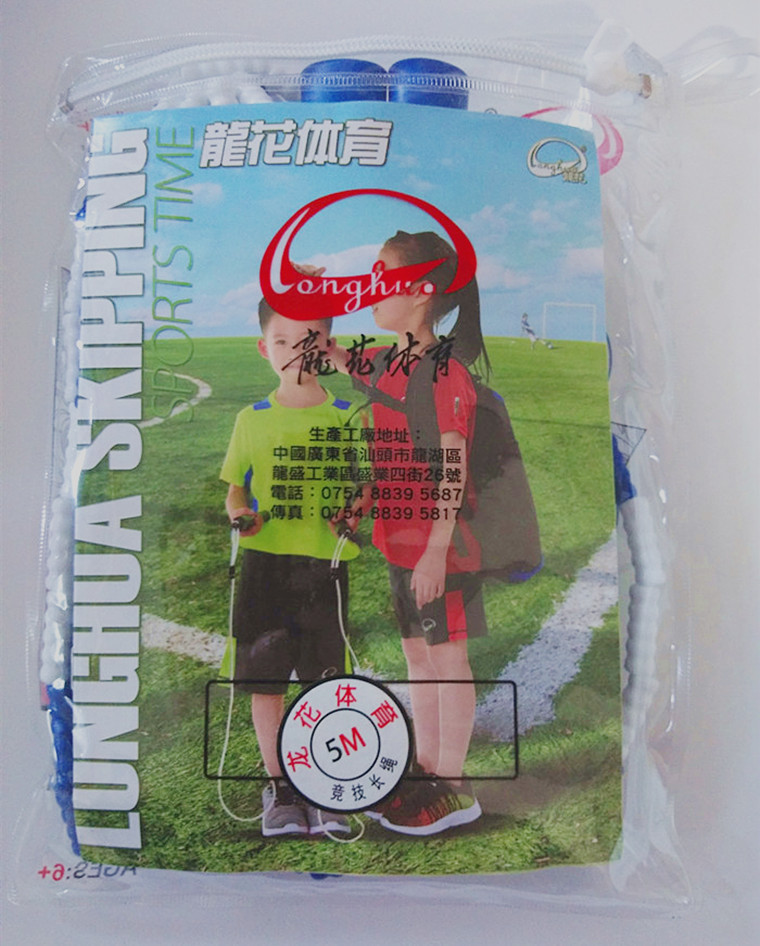 LONGHUA SKIPPING
SPORTS TIME
龍花体育
Longhua
Longhua
龍花体育
生產工廠地址：
中國廣東省汕頭市龍湖區
龍盛工業區盛業四街26號
電話：0754 8839 5687
傳真：0754 8839 5817
龙花体育
5M
竞技长绳
AGES:6+